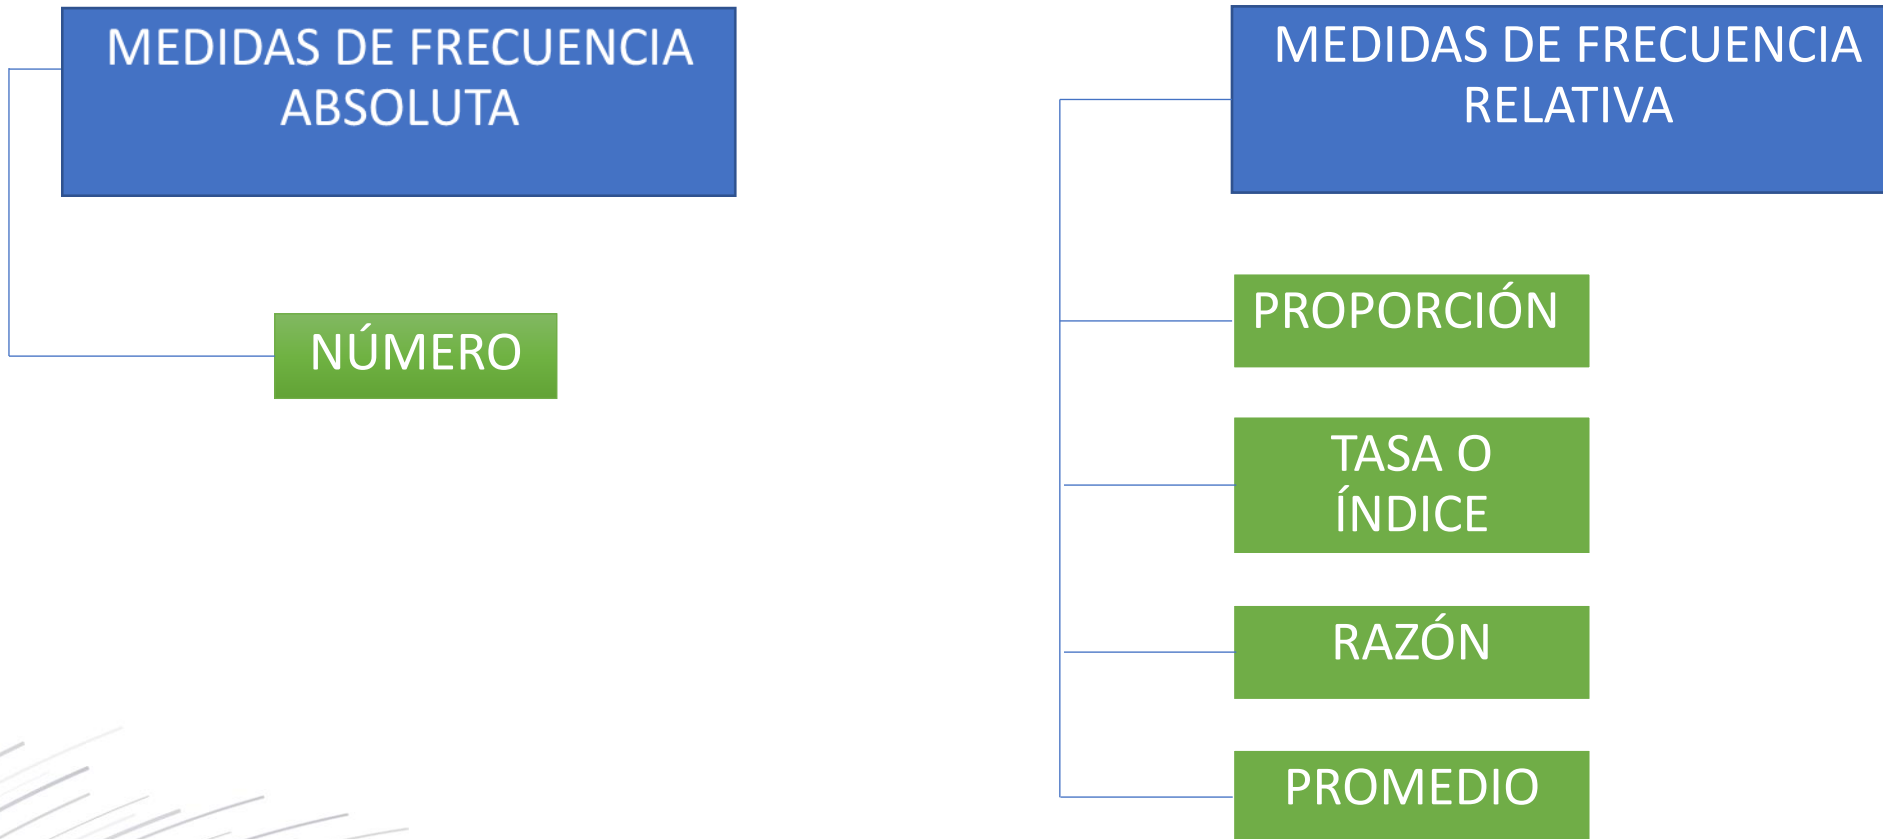 MEDIDAS DE FRECUENCIA
ABSOLUTA
NÚMERO
MEDIDAS DE FRECUENCIA
RELATIVA
PROPORCIÓN
TASA O
ÍNDICE
RAZÓN
PROMEDIO